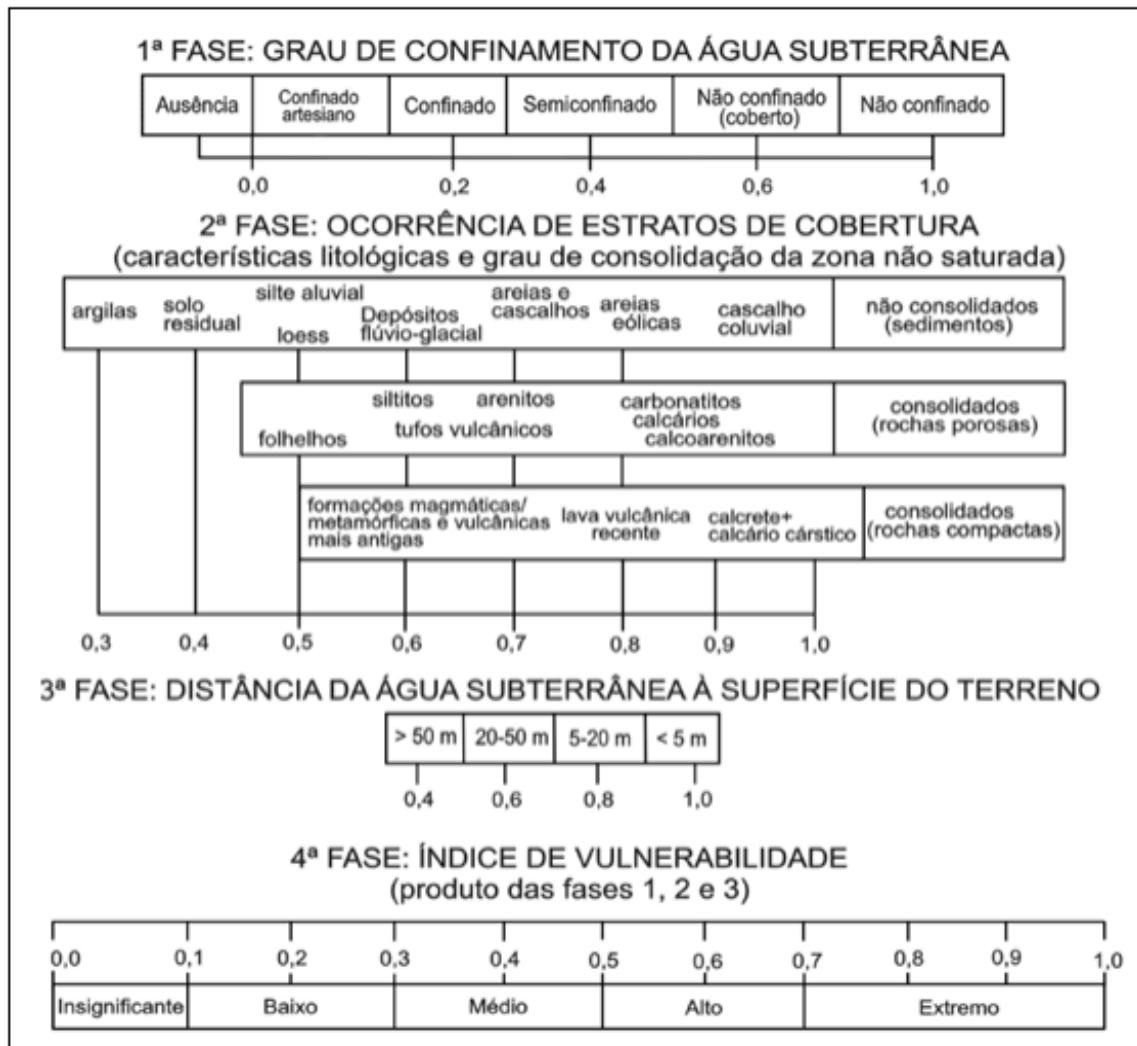 1ª FASE: GRAU DE CONFINAMENTO DA ÁGUA SUBTERRÂNEA
Ausência
Confinado
artesiano
Confinado
Semiconfinado
Não confinado
(coberto)
Não confinado
0,0
0,2
0,4
0,6
1,0
2ª FASE: OCORRÊNCIA DE ESTRATOS DE COBERTURA
(características litológicas e grau de consolidação da zona não saturada)
argilas
solo
residual
silte aluvial
loess
Depósitos
flúvio-glacial
areias e
cascalhos
areias
eólicas
cascalho
coluvial
não consolidados
(sedimentos)
folhelhos
siltitos
tufos vulcânicos
arenitos
carbonatitos
calcários
calcoarenitos
consolidados
(rochas porosas)
formações magmáticas/
metamórficas e vulcânicas
mais antigas
lava vulcânica
recente
calcrete+
calcário cárstico
consolidados
(rochas compactas)
0,3
0,4
0,5
0,6
0,7
0,8
0,9
1,0
3ª FASE: DISTÂNCIA DA ÁGUA SUBTERRÂNEA À SUPERFÍCIE DO TERRENO
> 50 m
20-50 m
5-20 m
< 5 m
0,4
0,6
0,8
1,0
4ª FASE: ÍNDICE DE VULNERABILIDADE
(produto das fases 1, 2 e 3)
0,0
0,1
0,2
0,3
0,4
0,5
0,6
0,7
0,8
0,9
1,0
Insignificante
Baixo
Médio
Alto
Extremo